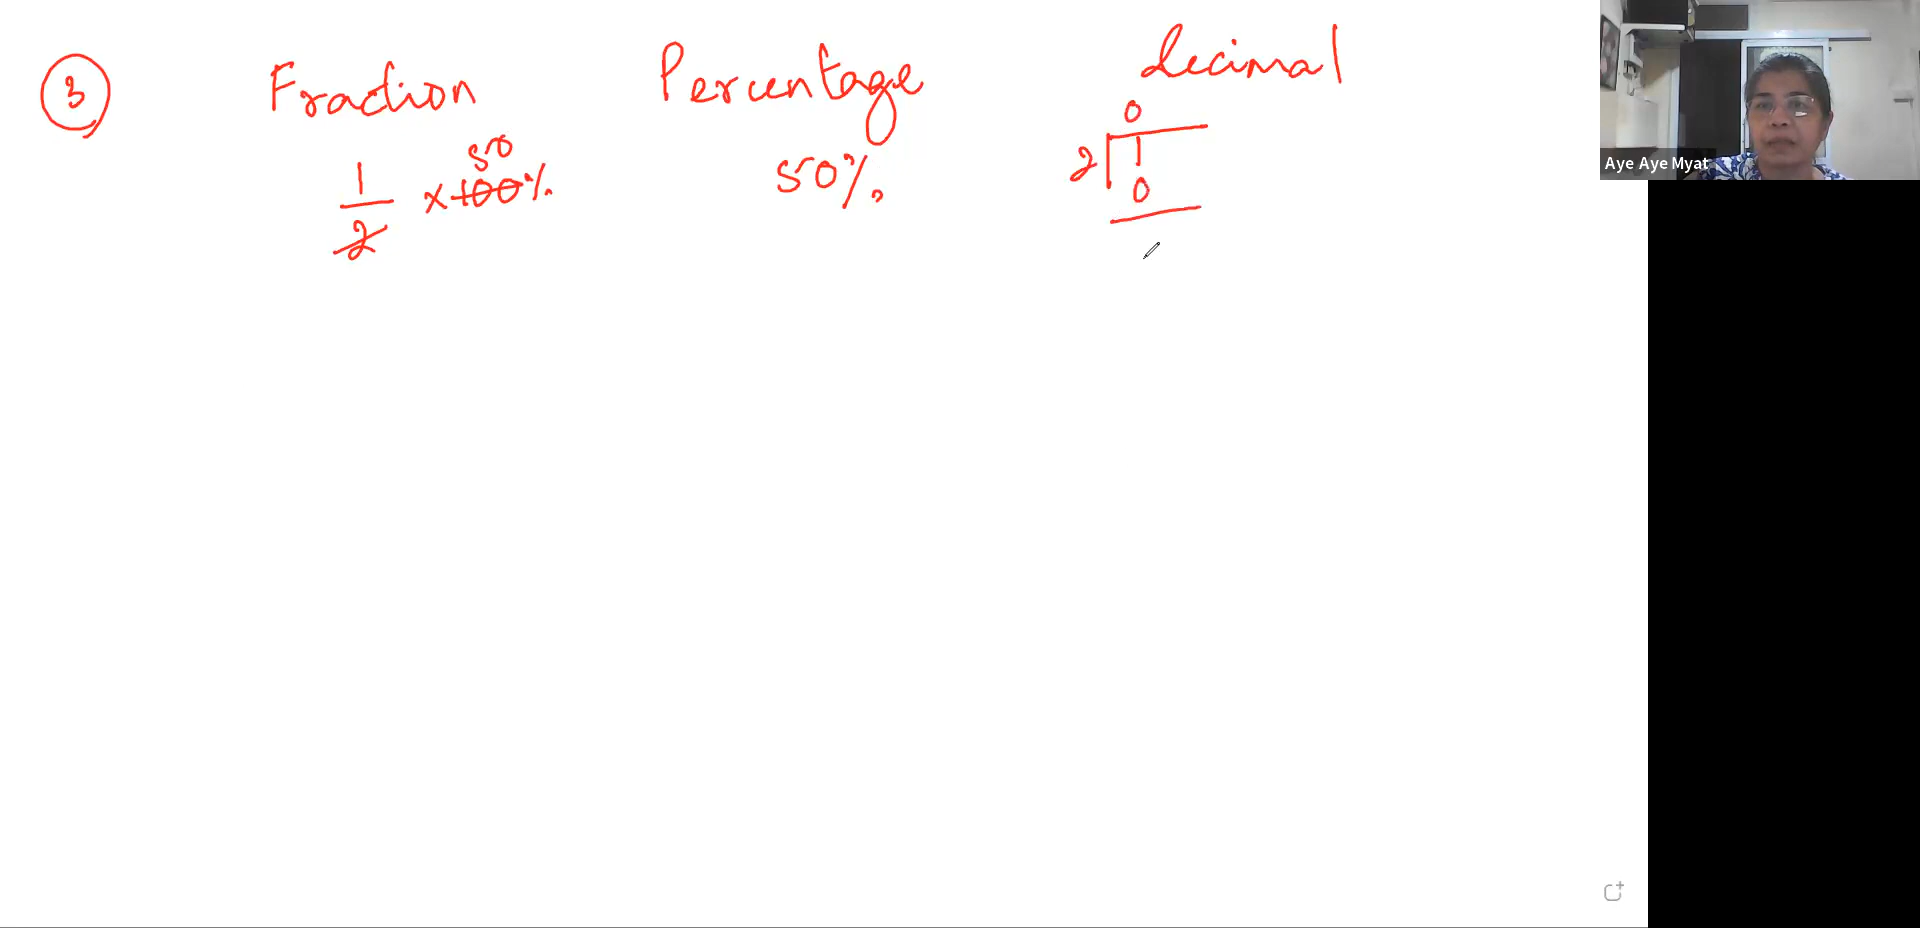 3 Fraction Percentage decimal
1/2 × 100% 50 50% 2 1 0 0
Aye Aye Myat